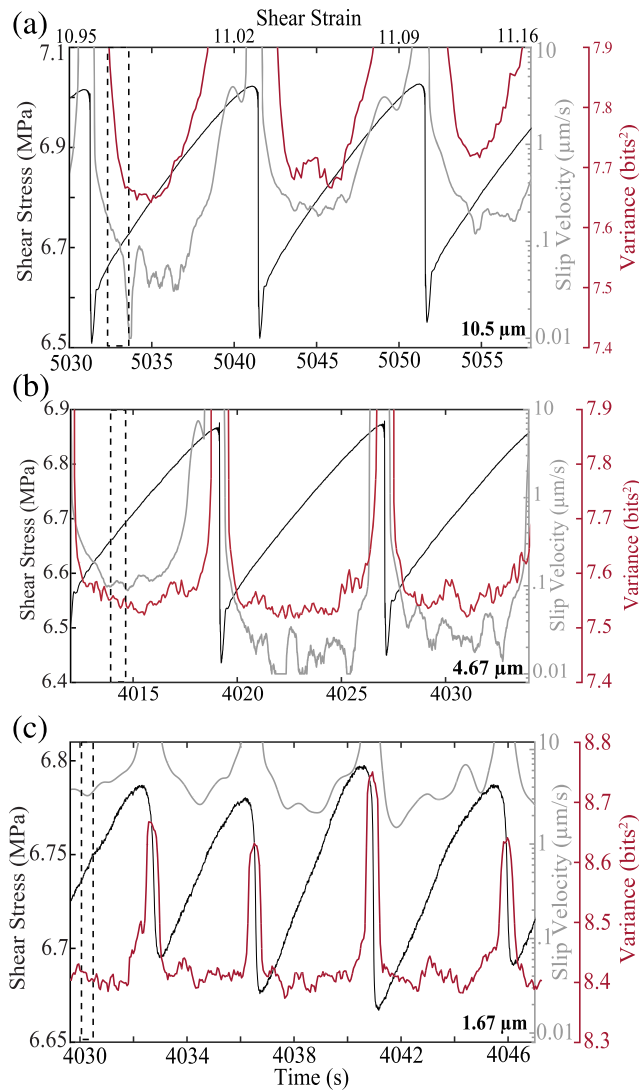 (a)
Shear Strain
10.95 11.02 11.09 11.16
7.1
6.9
6.7
6.5
Shear Stress (MPa)
10
1
.1
0.01
Slip Velocity (μm/s)
7.9
7.8
7.7
7.6
7.5
7.4
Variance (bits²)
10.5 μm
5030 5035 5040 5045 5050 5055
(b)
6.9
6.8
6.7
6.6
6.5
6.4
Shear Stress (MPa)
10
1
.1
0.01
Slip Velocity (μm/s)
7.9
7.8
7.7
7.6
7.5
7.4
Variance (bits²)
4.67 μm
4015 4020 4025 4030
(c)
6.8
6.75
6.7
6.65
Shear Stress (MPa)
10
1
.1
0.01
Slip Velocity (μm/s)
8.8
8.7
8.6
8.5
8.4
8.3
Variance (bits²)
1.67 μm
4030 4034 4038 4042 4046
Time (s)